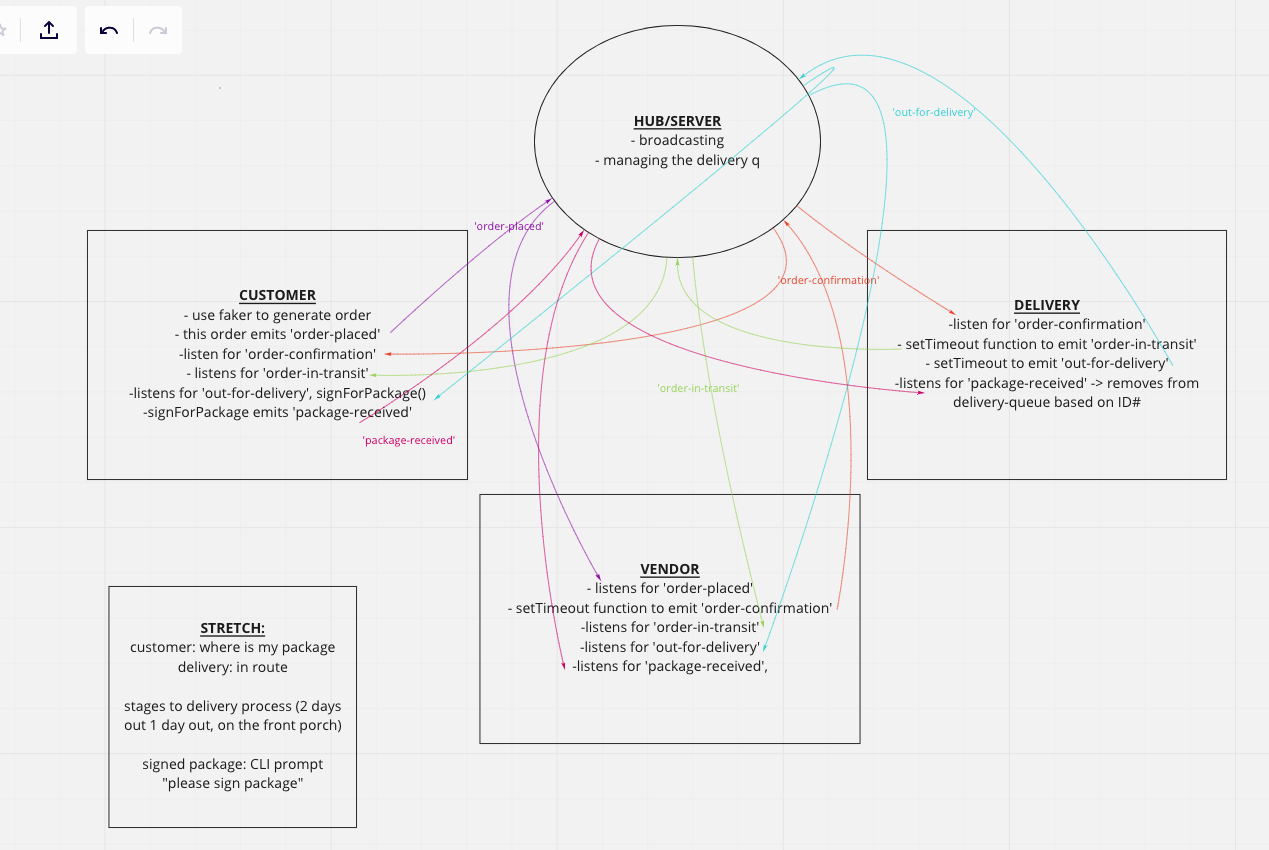 HUB/SERVER
- broadcasting
- managing the delivery q
'out-for-delivery'
'order-placed'
'order-confirmation'
CUSTOMER
- use faker to generate order
- this order emits 'order-placed'
-listen for 'order-confirmation'
- listens for 'order-in-transit'
-listens for 'out-for-delivery', signForPackage()
-signForPackage emits 'package-received'
'package-received'
DELIVERY
-listen for 'order-confirmation'
- setTimeout function to emit 'order-in-transit'
- setTimeout to emit 'out-for-delivery'
-listens for 'package-received' -> removes from
delivery-queue based on ID#
'order-in-transit'
VENDOR
- listens for 'order-placed'
- setTimeout function to emit 'order-confirmation'
-listens for 'order-in-transit'
-listens for 'out-for-delivery'
-listens for 'package-received',
STRETCH:
customer: where is my package
delivery: in route
stages to delivery process (2 days
out 1 day out, on the front porch)
signed package: CLI prompt
"please sign package"